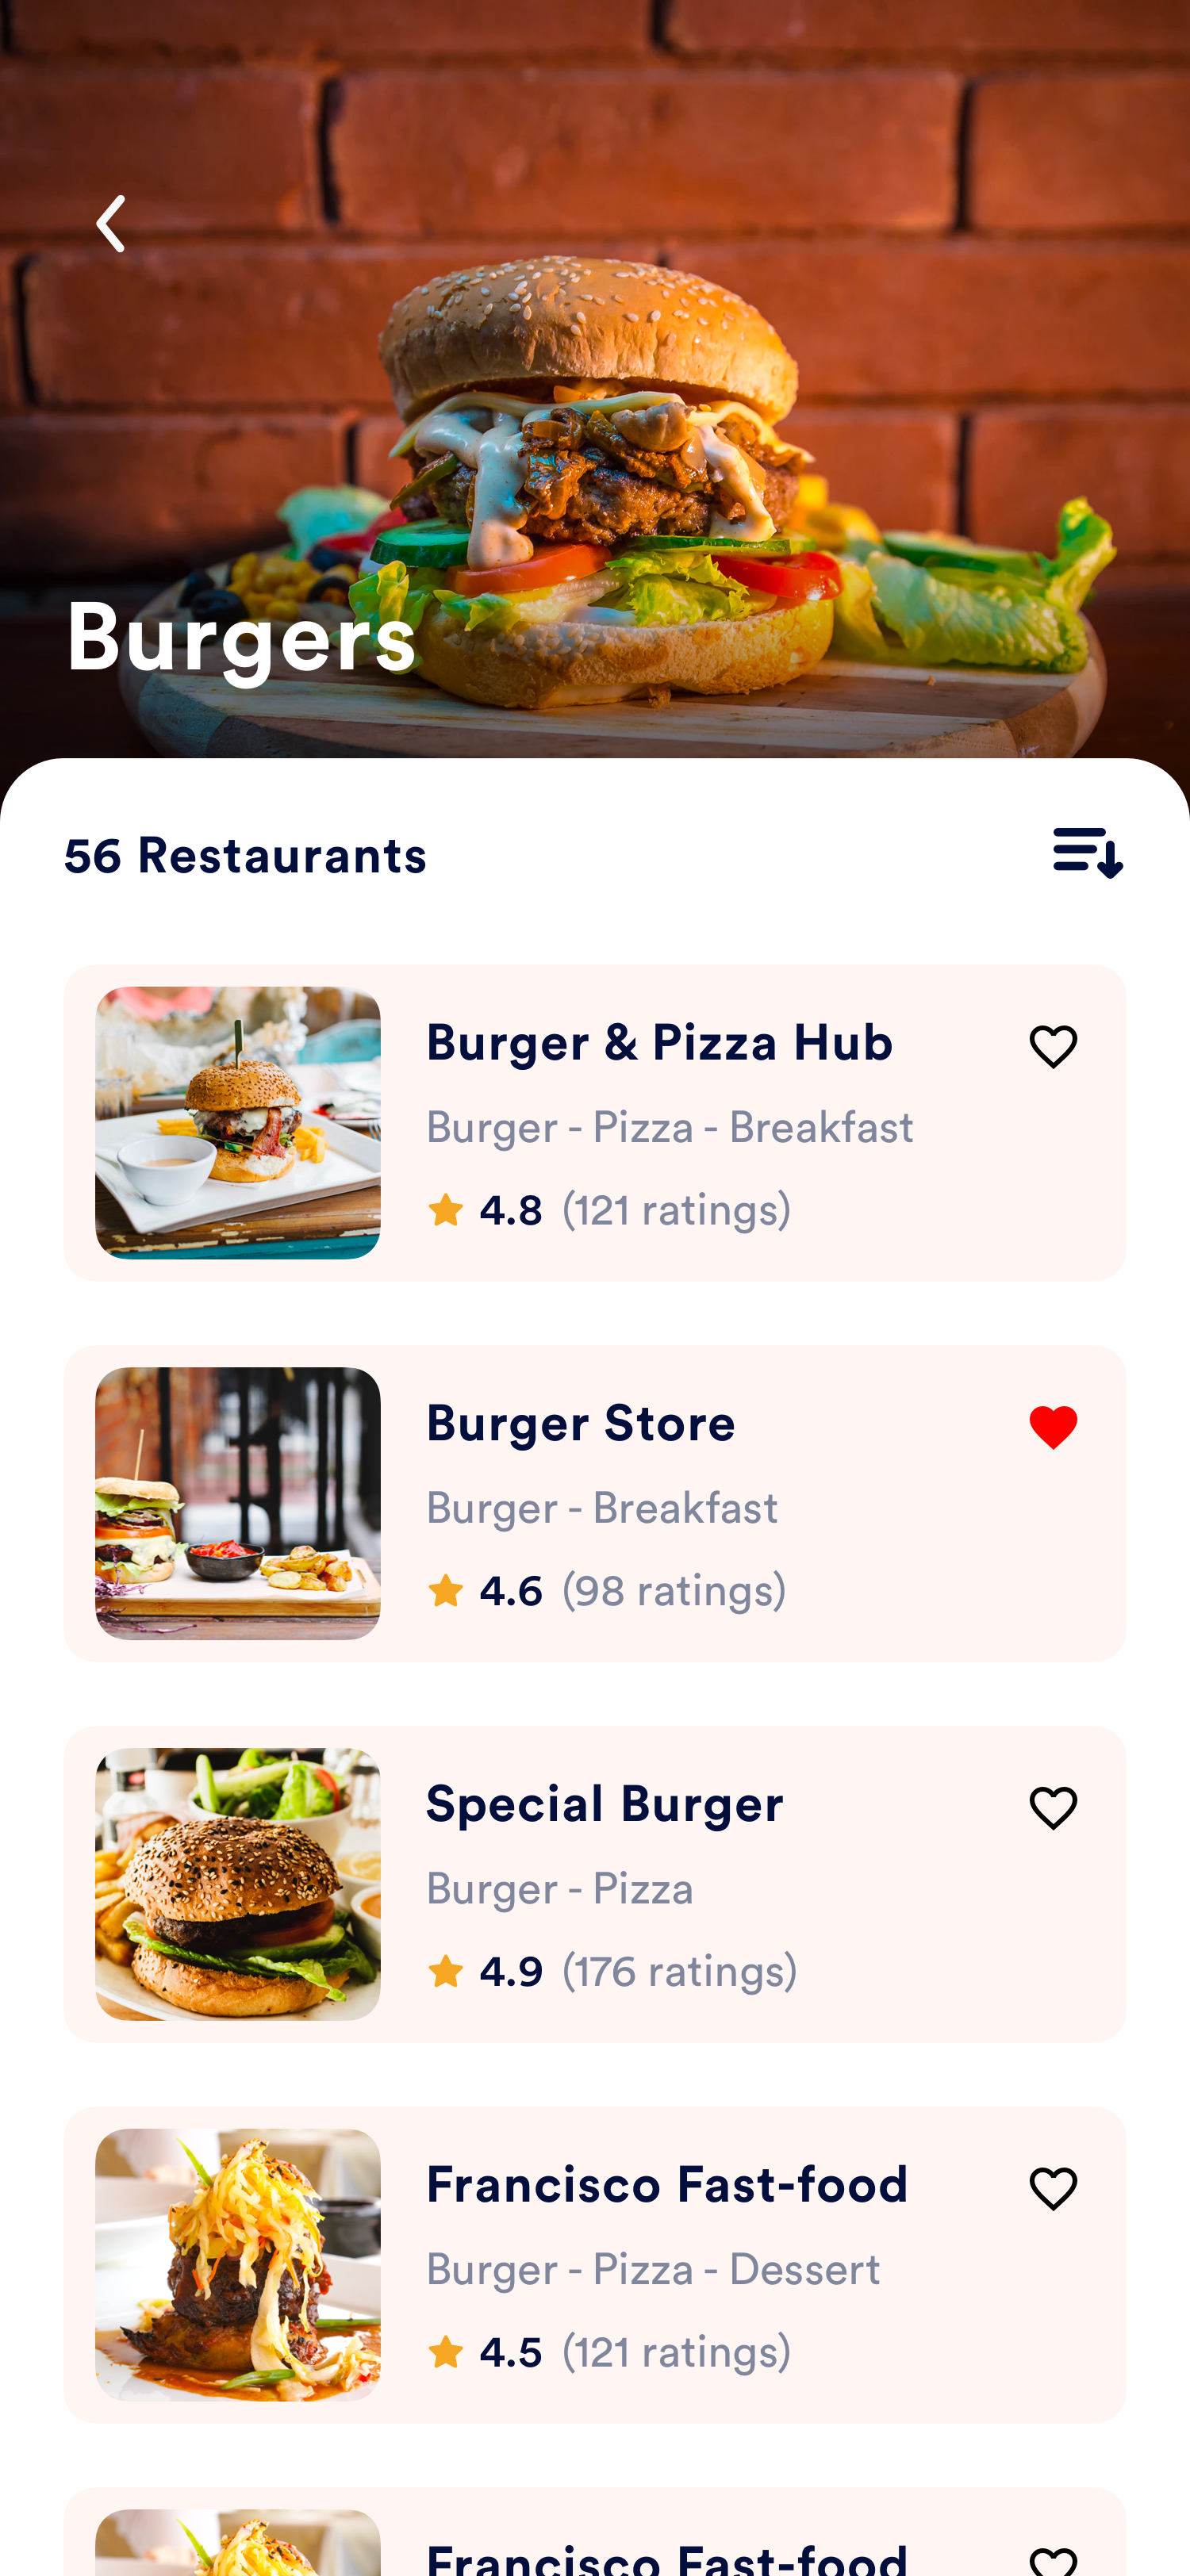 Burgers
56 Restaurants
Burger & Pizza Hub
Burger - Pizza - Breakfast
4.8 (121 ratings)
Burger Store
Burger - Breakfast
4.6 (98 ratings)
Special Burger
Burger - Pizza
4.9 (176 ratings)
Francisco Fast-food
Burger - Pizza - Dessert
4.5 (121 ratings)
Francisco Fast-food